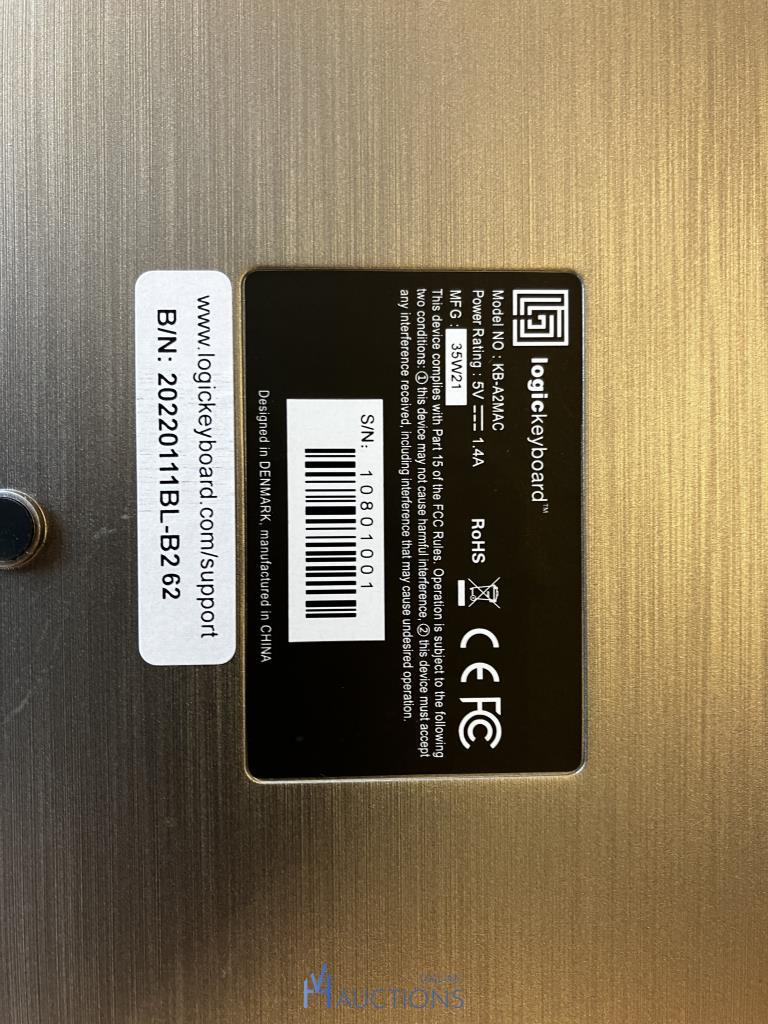 logickeyboard™
Model NO : KB-A2MAC
Power Rating : 5V 1.4A
RoHS
CE FC
MFG : 35W21
This device complies with Part 15 of the FCC Rules. Operation is subject to the following
two conditions: ① this device may not cause harmful interference, ② this device must accept
any interference received, including interference that may cause undesired operation.
S/N: 10801001
Designed in DENMARK, manufactured in CHINA
www.logickeyboard.com/support
B/N: 20220111BL-B262
AUCTIONS